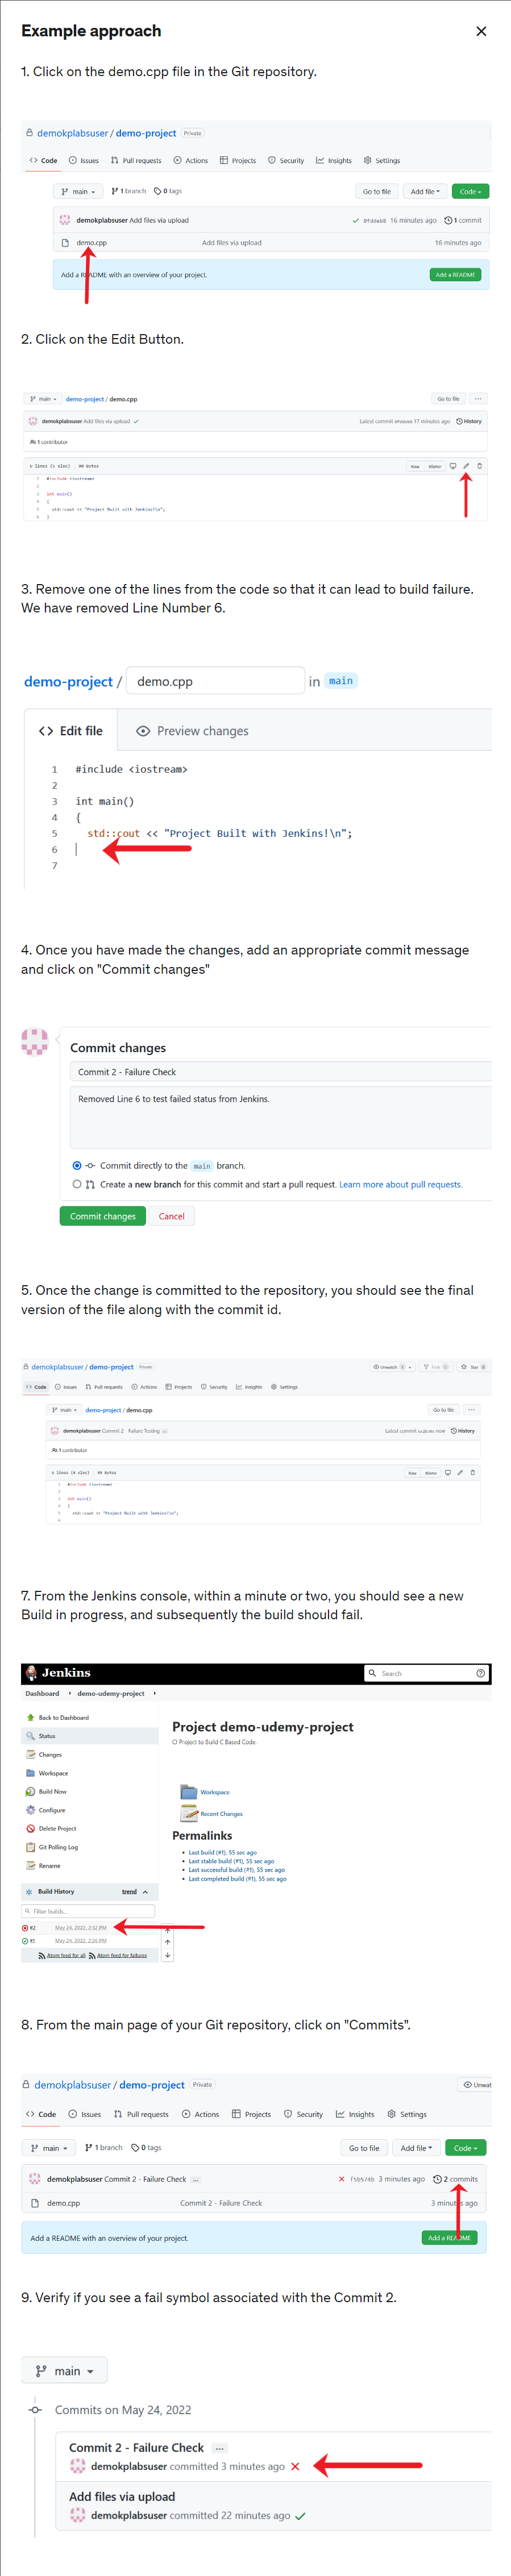 Example approach
1. Click on the demo.cpp file in the Git repository.
demokplabsuser / demo-project Private
Code Issues Pull requests Actions Projects Security Insights Settings
main 1 branch 0 tags Go to file Add file Code
demokplabsuser Add files via upload 16 minutes ago 1 commit
demo.cpp Add files via upload 16 minutes ago
Add a README with an overview of your project. Add a README
2. Click on the Edit Button.
main demo-project / demo.cpp Go to file ...
demokplabsuser Add files via upload Latest commit 17 minutes ago History
1 contributor
6 lines (5 sloc) Bytes Raw Blame
1 #include <iostream>
2
3 int main()
4 {
5 std::cout << "Project Built with Jenkins!\n";
6 }
3. Remove one of the lines from the code so that it can lead to build failure.
We have removed Line Number 6.
demo-project / demo.cpp in main
Edit file Preview changes
1 #include <iostream>
2
3 int main()
4 {
5 std::cout << "Project Built with Jenkins!\n";
6
7
4. Once you have made the changes, add an appropriate commit message
and click on "Commit changes"
Commit changes
Commit 2 - Failure Check
Removed Line 6 to test failed status from Jenkins.
Commit directly to the main branch.
Create a new branch for this commit and start a pull request. Learn more about pull requests.
Commit changes Cancel
5. Once the change is committed to the repository, you should see the final
version of the file along with the commit id.
demokplabsuser / demo-project Private Unwatch 1 Fork 0 Star 0
Code Issues Pull requests Actions Projects Security Insights Settings
main demo-project / demo.cpp Go to file ...
demokplabsuser Commit 2 Failure Testing ... Latest commit now History
1 contributor
lines sloc Bytes Raw Blame
1 #include <iostream>
2
3 int main()
4 {
5 std::cout << "Project Built with Jenkins!\n";
6
7. From the Jenkins console, within a minute or two, you should see a new
Build in progress, and subsequently the build should fail.
Jenkins Search
Dashboard demo-udemy-project
Back to Dashboard
Status
Changes
Workspace
Build Now
Configure
Delete Project
Git Polling Log
Rename
Project demo-udemy-project
CI Project to Build C Based Code.
Workspace
Recent Changes
Permalinks
Last build (#1), 55 sec ago
Last stable build (#1), 55 sec ago
Last successful build (#1), 55 sec ago
Last completed build (#1), 55 sec ago
Build History trend
Filter builds...
#2 May 24, 2022, 2:32 PM
#1 May 24, 2022, 2:26 PM
Atom feed for all Atom feed for failures
8. From the main page of your Git repository, click on "Commits".
demokplabsuser / demo-project Private Unwat
Code Issues Pull requests Actions Projects Security Insights Settings
main 1 branch 0 tags Go to file Add file Code
demokplabsuser Commit 2 - Failure Check ... f5b574b 3 minutes ago 2 commits
demo.cpp Commit 2 - Failure Check 3 minutes ago
Add a README with an overview of your project. Add a README
9. Verify if you see a fail symbol associated with the Commit 2.
main
Commits on May 24, 2022
Commit 2 - Failure Check ...
demokplabsuser committed 3 minutes ago
Add files via upload
demokplabsuser committed 22 minutes ago